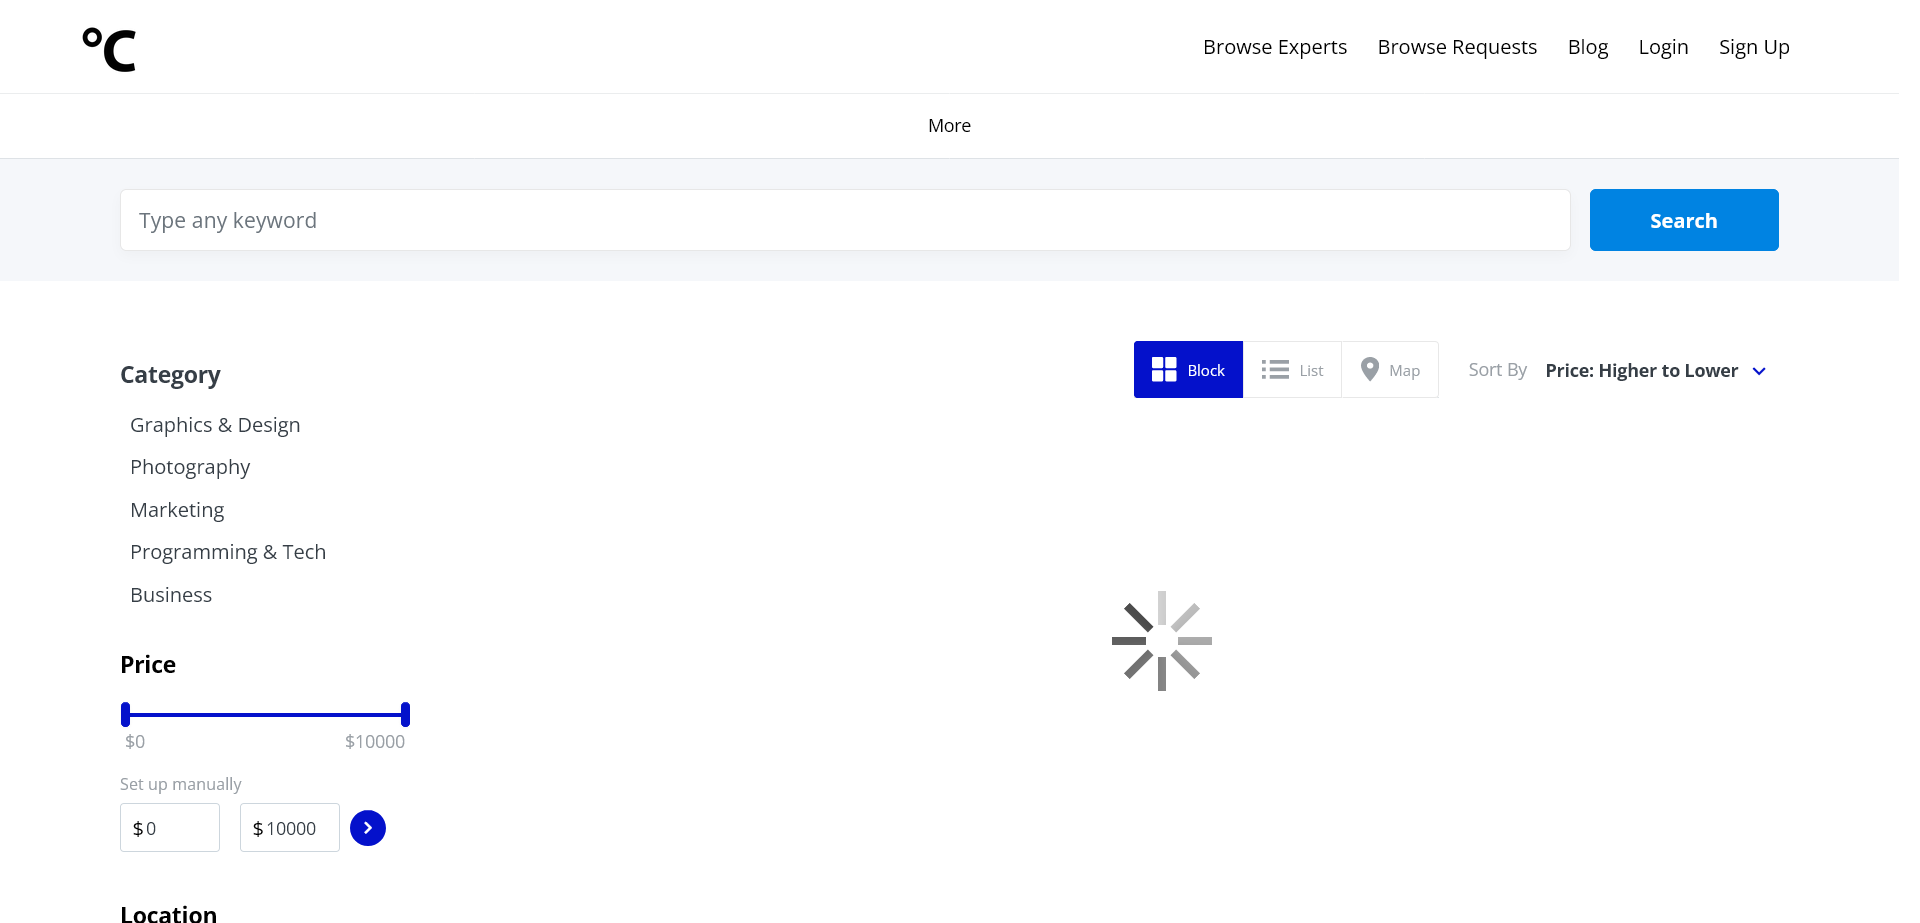 °C
Browse Experts
Browse Requests
Blog
Login
Sign Up
More
Type any keyword
Search
Category
Graphics & Design
Photography
Marketing
Programming & Tech
Business
Block
List
Map
Sort By
Price: Higher to Lower
Price
$0
$10000
Set up manually
$ 0
$ 10000
Location